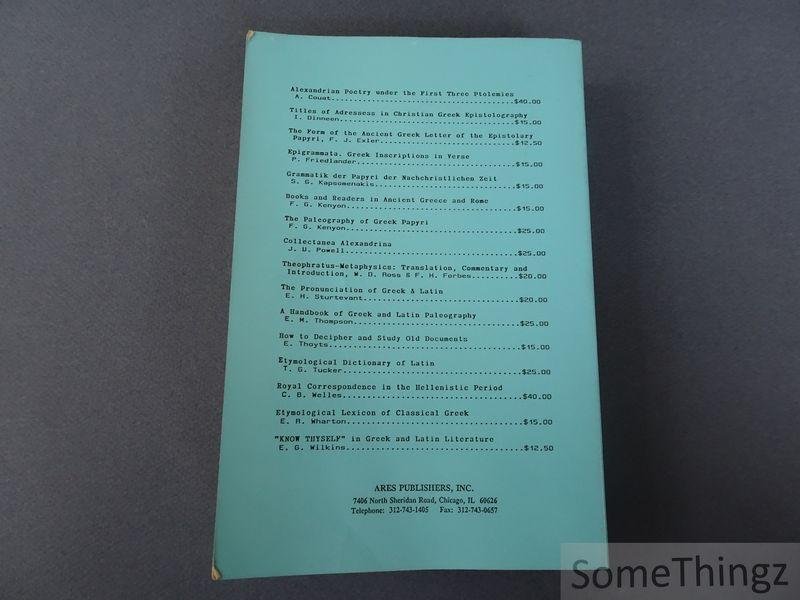 Alexandrian Poetry under the First Three Ptolemies
A. Couat........................................$40.00
Titles of Adressess in Christian Greek Epistolography
I. Dinneen........................................$15.00
The Form of the Ancient Greek Letter of the Epistolary
Papyri, F. J. Exler..............................$12.50
Epigrammata. Greek Inscriptions in Verse
P. Friedlander...................................$15.00
Grammatik der Papyri der Nachchristlichen Zeit
S. G. Kapsomenakis...............................$15.00
Books and Readers in Ancient Greece and Rome
F. G. Kenyon.....................................$15.00
The Paleography of Greek Papyri
F. G. Kenyon.....................................$25.00
Collectanea Alexandrina
J. U. Powell.....................................$25.00
Theophratus-Metaphysics: Translation, Commentary and
Introduction, W. D. Ross & F. H. Forbes..........$20.00
The Pronunciation of Greek & Latin
E. H. Sturtevant.................................$20.00
A Handbook of Greek and Latin Paleography
E. M. Thompson...................................$25.00
How to Decipher and Study Old Documents
E. Thoyts........................................$15.00
Etymological Dictionary of Latin
T. G. Tucker.....................................$25.00
Royal Correspondence in the Hellenistic Period
C. B. Welles.....................................$40.00
Etymological Lexicon of Classical Greek
E. R. Wharton....................................$15.00
"KNOW THYSELF" in Greek and Latin Literature
E. G. Wilkins....................................$12.50
ARES PUBLISHERS, INC.
7406 North Sheridan Road, Chicago, IL 60626
Telephone: 312-743-1405 Fax: 312-743-0657
SomeThingz